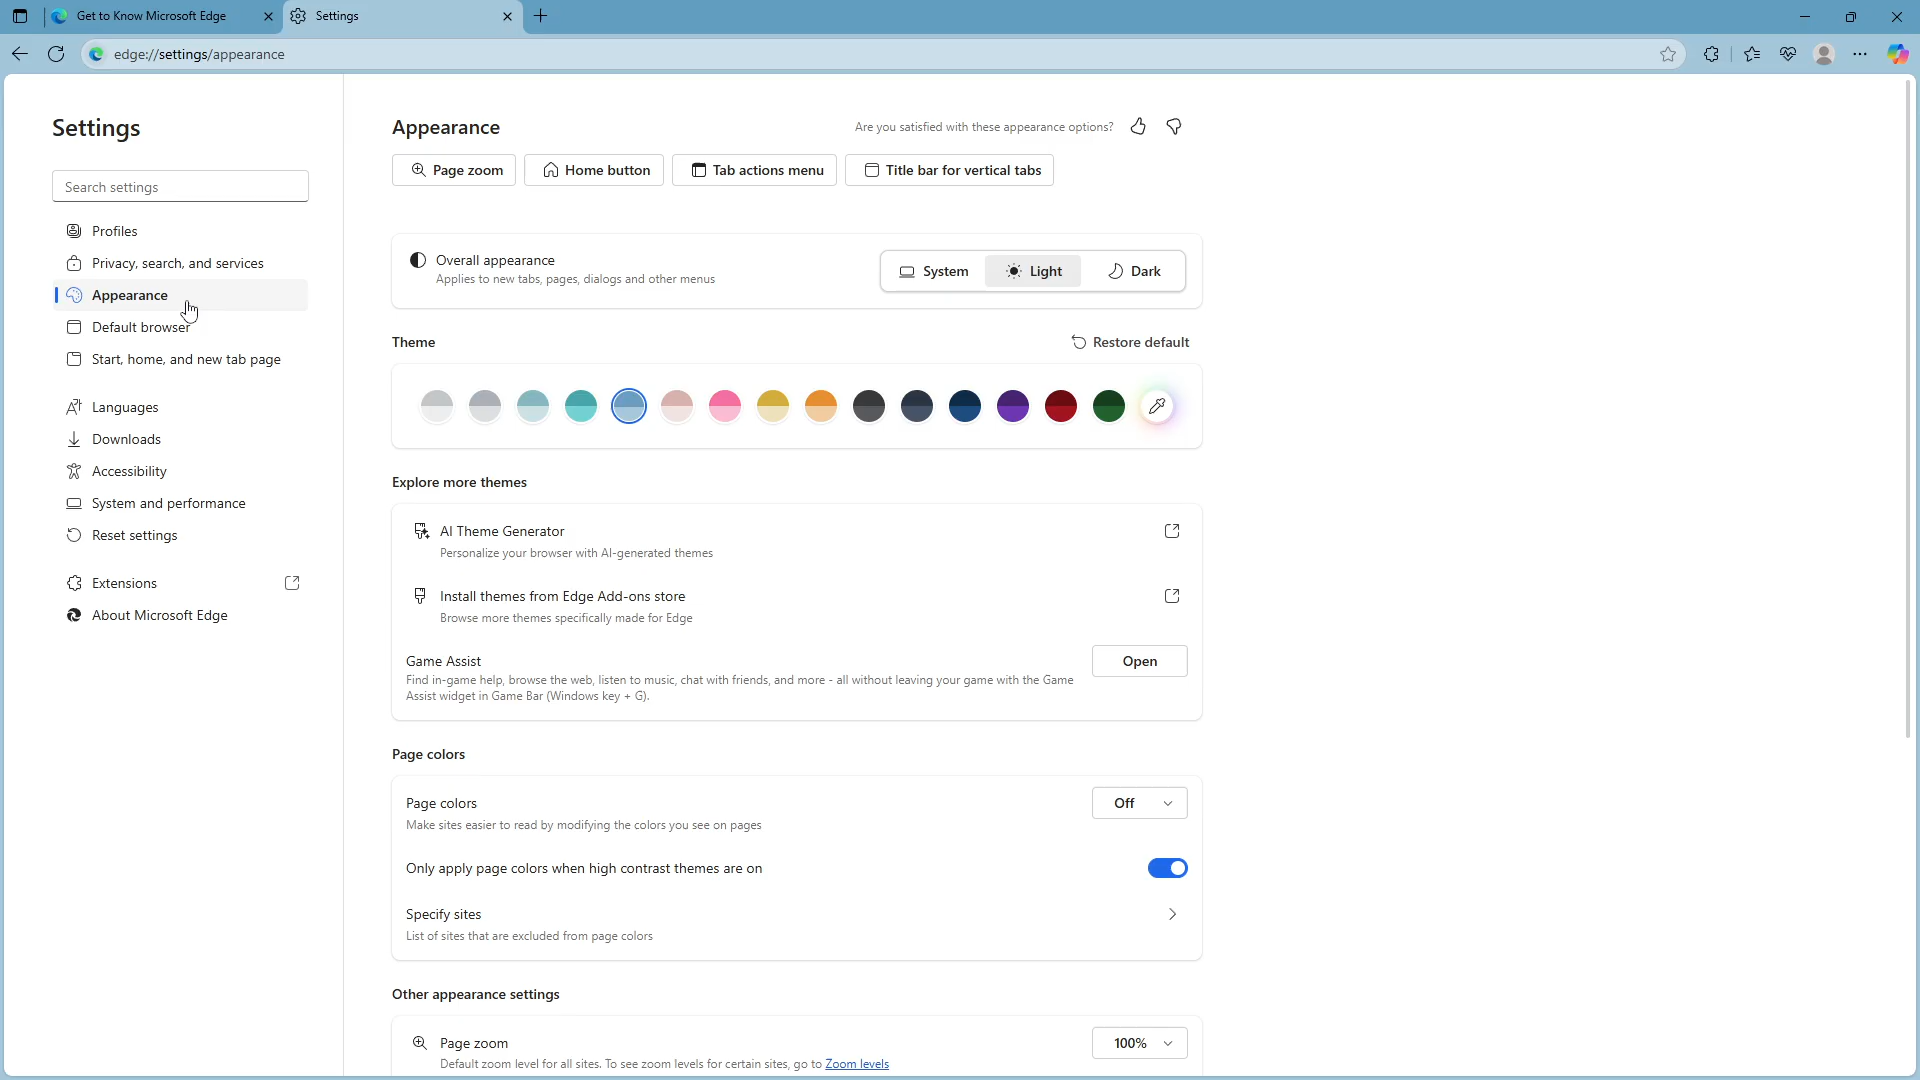 Get to Know Microsoft Edge
Settings
edge://settings/appearance
Settings
Search settings
Profiles
Privacy, search, and services
Appearance
Default browser
Start, home, and new tab page
Languages
Downloads
Accessibility
System and performance
Reset settings
Extensions
About Microsoft Edge
Appearance
Are you satisfied with these appearance options?
Page zoom
Home button
Tab actions menu
Title bar for vertical tabs
Overall appearance
Applies to new tabs, pages, dialogs and other menus
System
Light
Dark
Theme
Restore default
Explore more themes
AI Theme Generator
Personalize your browser with AI-generated themes
Install themes from Edge Add-ons store
Browse more themes specifically made for Edge
Game Assist
Find in-game help, browse the web, listen to music, chat with friends, and more - all without leaving your game with the Game
Assist widget in Game Bar (Windows key + G).
Open
Page colors
Page colors
Make sites easier to read by modifying the colors you see on pages
Off
Only apply page colors when high contrast themes are on
Specify sites
List of sites that are excluded from page colors
Other appearance settings
Page zoom
Default zoom level for all sites. To see zoom levels for certain sites, go to Zoom levels
100%